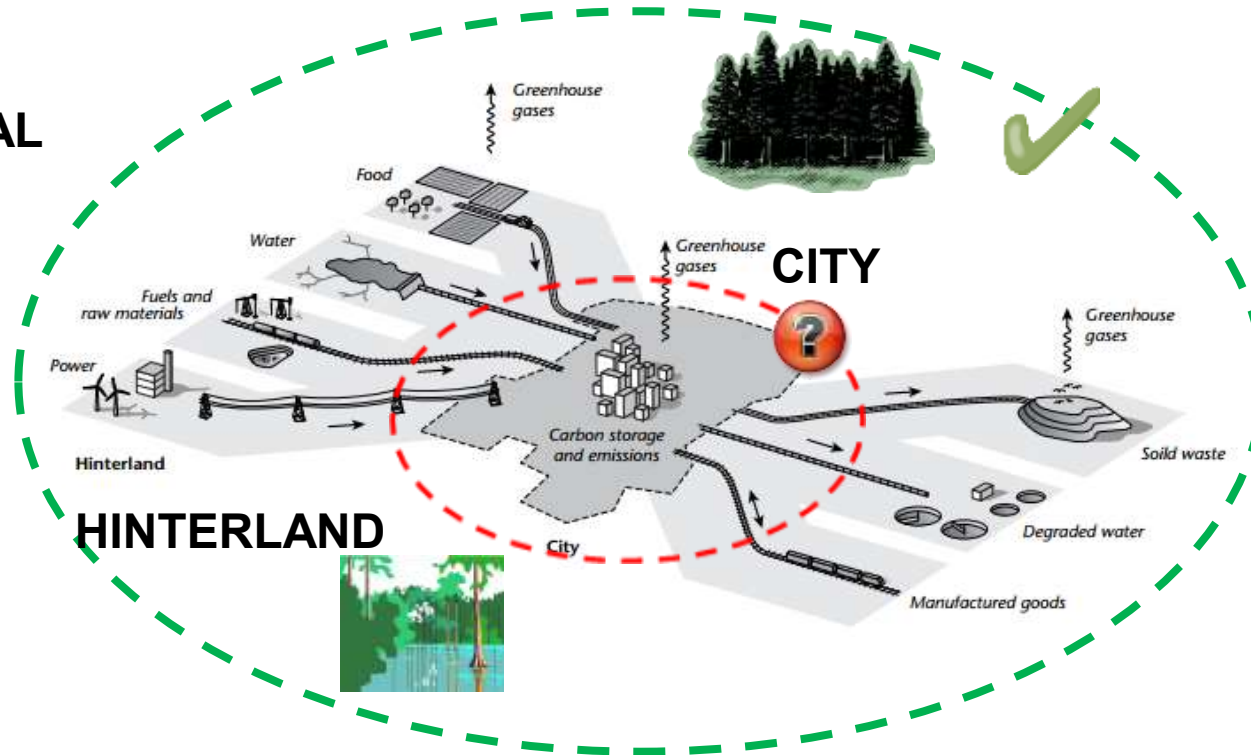 AL
Greenhouse
gases
Food
Water
Greenhouse
gases
CITY
Fuels and
raw materials
?
Greenhouse
gases
Power
Carbon storage
and emissions
Hinterland
Soild waste
HINTERLAND
City
Degraded water
Manufactured goods